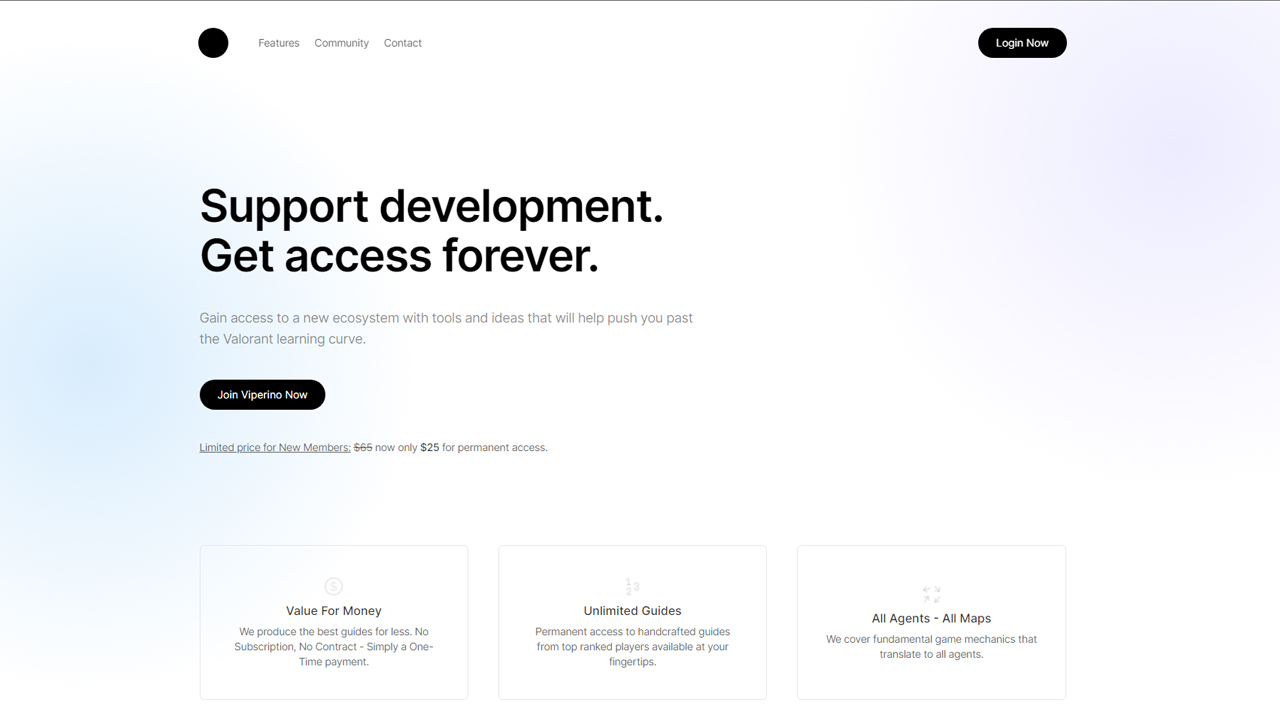 Features Community Contact Login Now
Support development.
Get access forever.
Gain access to a new ecosystem with tools and ideas that will help push you past
the Valorant learning curve.
Join Viperino Now
Limited price for New Members: $65 now only $25 for permanent access.
Value For Money
We produce the best guides for less. No
Subscription, No Contract - Simply a One-
Time payment.
Unlimited Guides
Permanent access to handcrafted guides
from top ranked players available at your
fingertips.
All Agents - All Maps
We cover fundamental game mechanics that
translate to all agents.